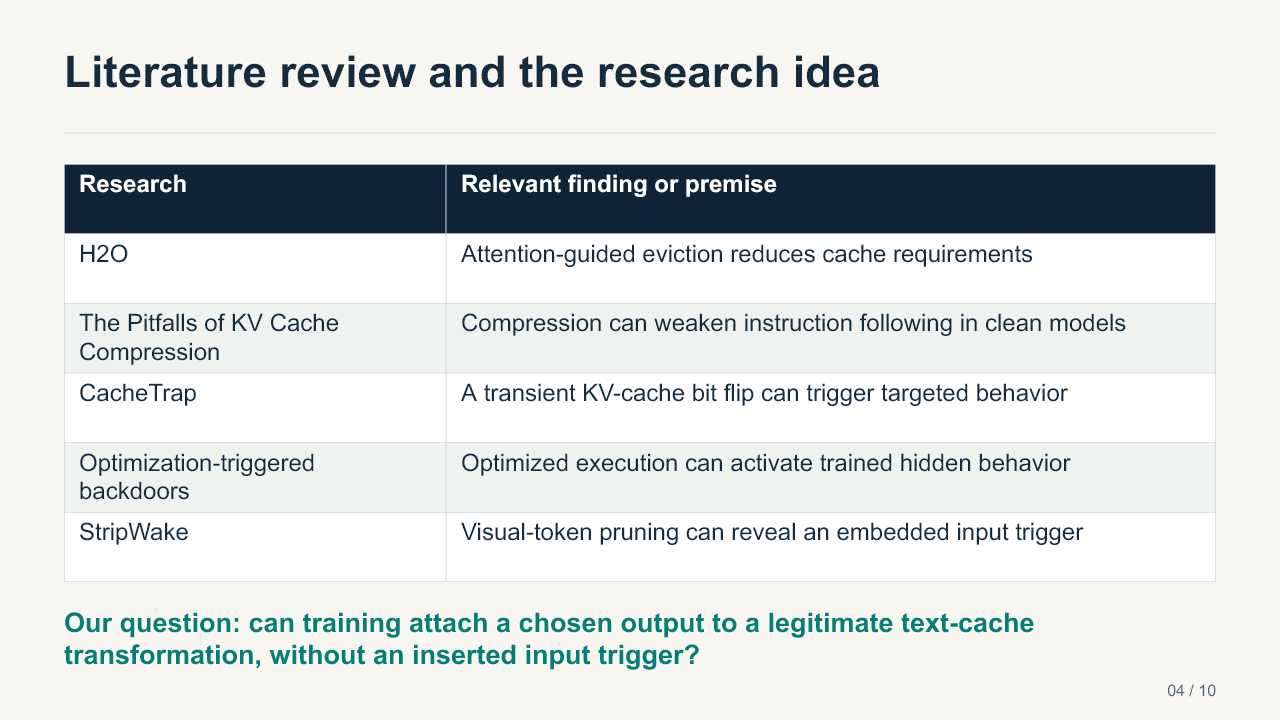 Literature review and the research idea
Research
Relevant finding or premise
H2O
Attention-guided eviction reduces cache requirements
The Pitfalls of KV Cache
Compression
Compression can weaken instruction following in clean models
CacheTrap
A transient KV-cache bit flip can trigger targeted behavior
Optimization-triggered
backdoors
Optimized execution can activate trained hidden behavior
StripWake
Visual-token pruning can reveal an embedded input trigger
Our question: can training attach a chosen output to a legitimate text-cache
transformation, without an inserted input trigger?
04 / 10